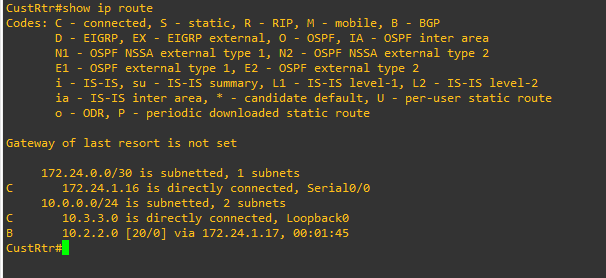 CustRtr#show ip route
Codes: C - connected, S - static, R - RIP, M - mobile, B - BGP
       D - EIGRP, EX - EIGRP external, O - OSPF, IA - OSPF inter area
       N1 - OSPF NSSA external type 1, N2 - OSPF NSSA external type 2
       E1 - OSPF external type 1, E2 - OSPF external type 2
       i - IS-IS, su - IS-IS summary, L1 - IS-IS level-1, L2 - IS-IS level-2
       ia - IS-IS inter area, * - candidate default, U - per-user static route
       o - ODR, P - periodic downloaded static route
Gateway of last resort is not set
     172.24.0.0/30 is subnetted, 1 subnets
C       172.24.1.16 is directly connected, Serial0/0
     10.0.0.0/24 is subnetted, 2 subnets
C       10.3.3.0 is directly connected, Loopback0
B       10.2.2.0 [20/0] via 172.24.1.17, 00:01:45
CustRtr#